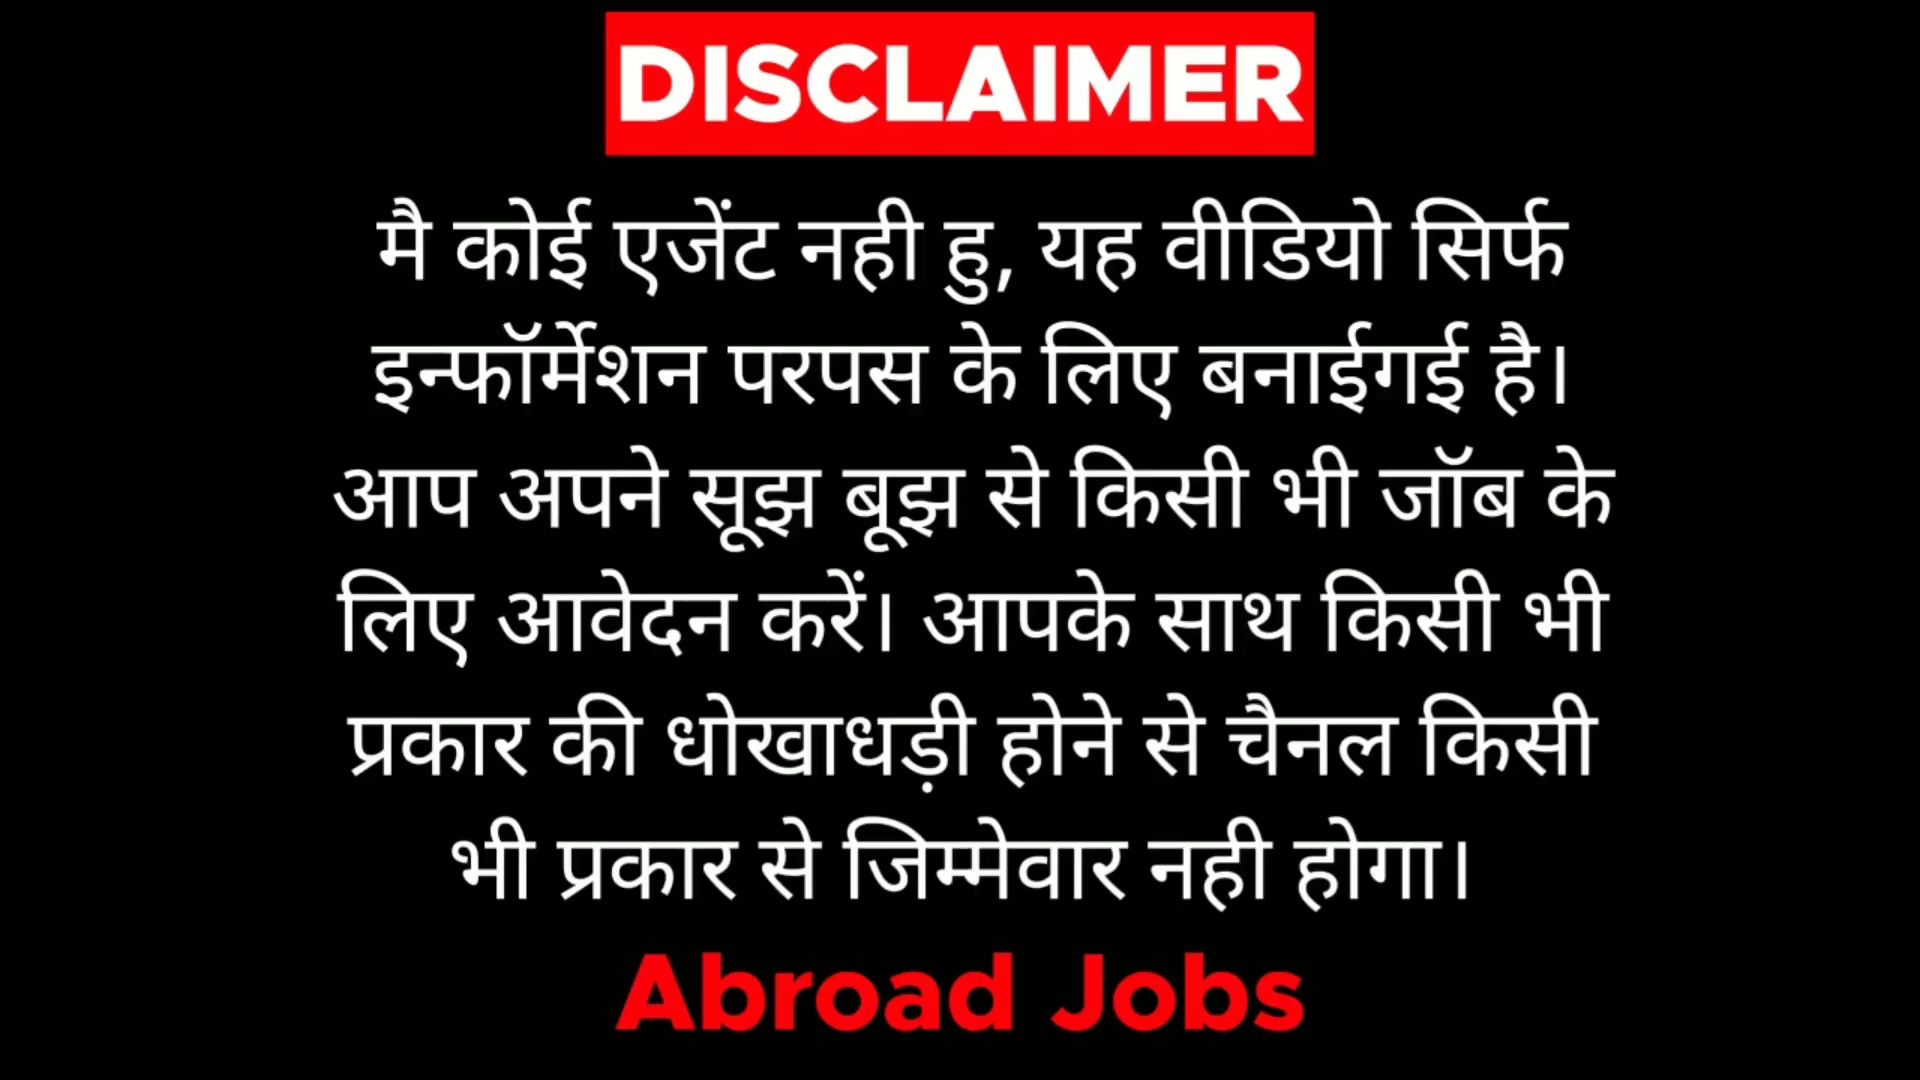 DISCLAIMER
मै कोई एजेंट नही हु, यह वीडियो सिर्फ
इन्फॉर्मेशन परपस के लिए बनाईगई है।
आप अपने सूझ बूझ से किसी भी जॉब के
लिए आवेदन करें। आपके साथ किसी भी
प्रकार की धोखाधड़ी होने से चैनल किसी
भी प्रकार से जिम्मेवार नही होगा।
Abroad Jobs